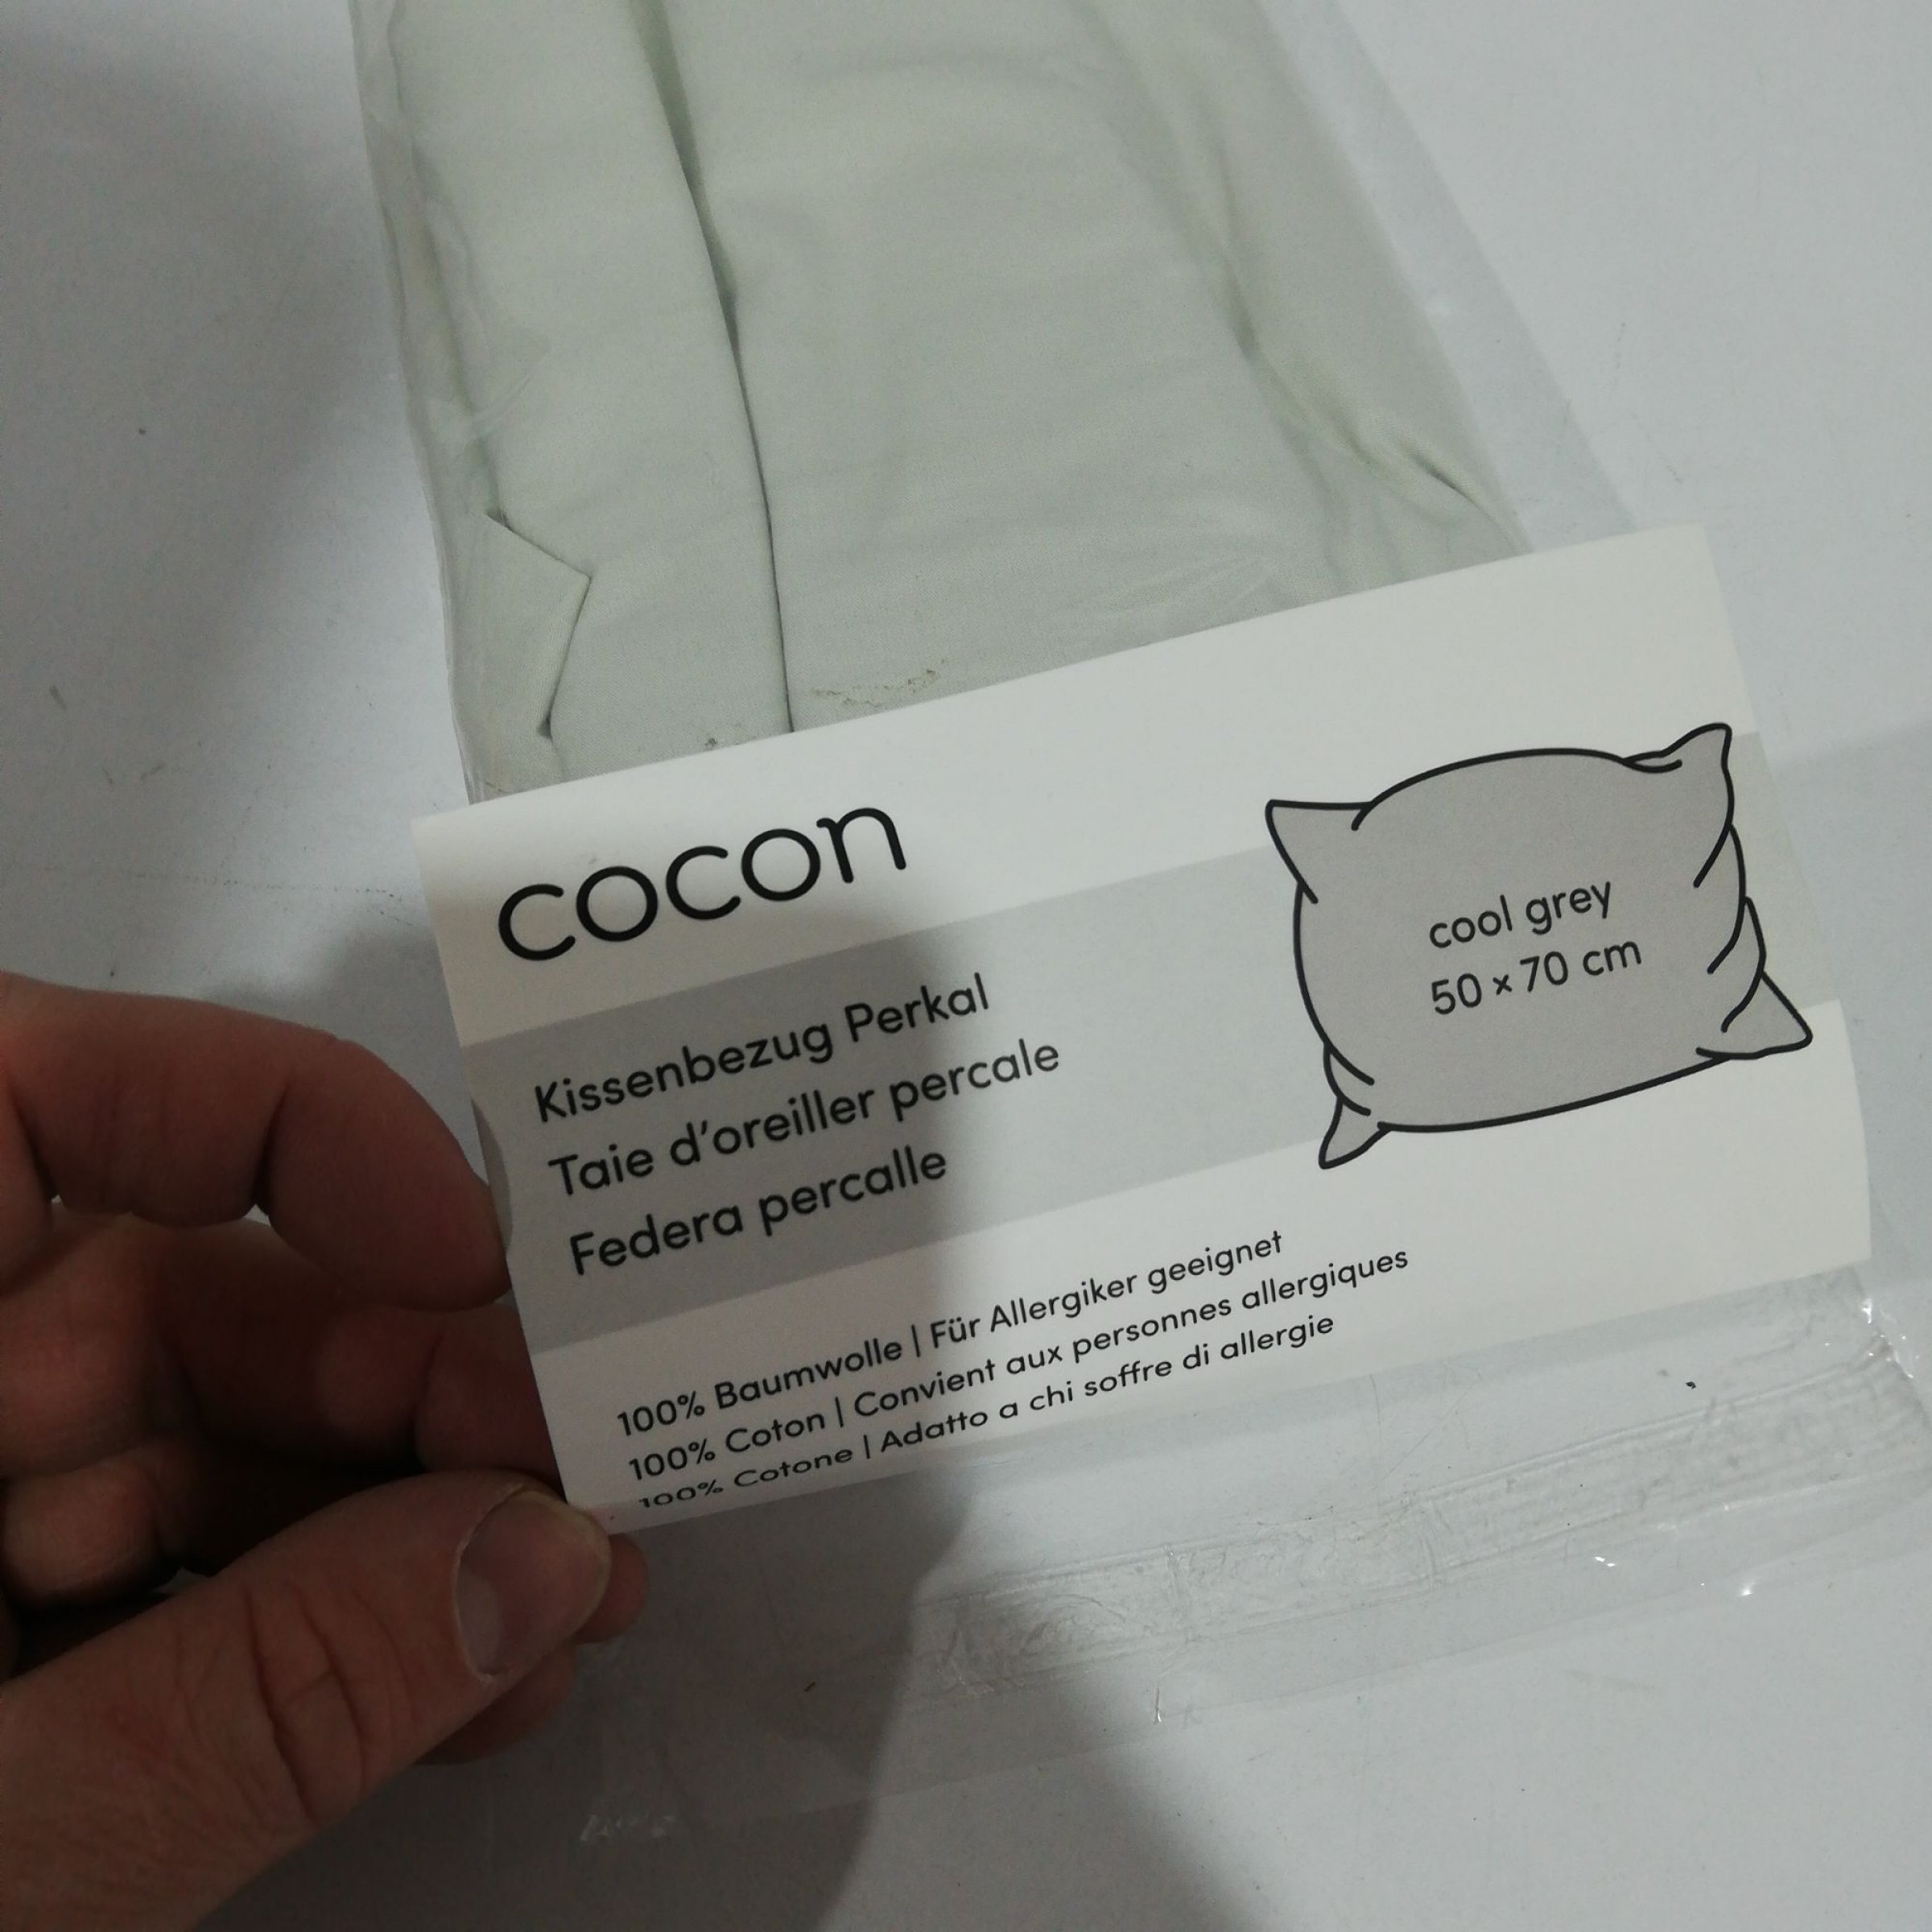 cocon
Kissenbezug Perkal
Taie d'oreiller percale
Federa percalle
cool grey
50 × 70 cm
100% Baumwolle | Für Allergiker geeignet
100% Coton | Convient aux personnes allergiques
100% Cotone | Adatto a chi soffre di allergie